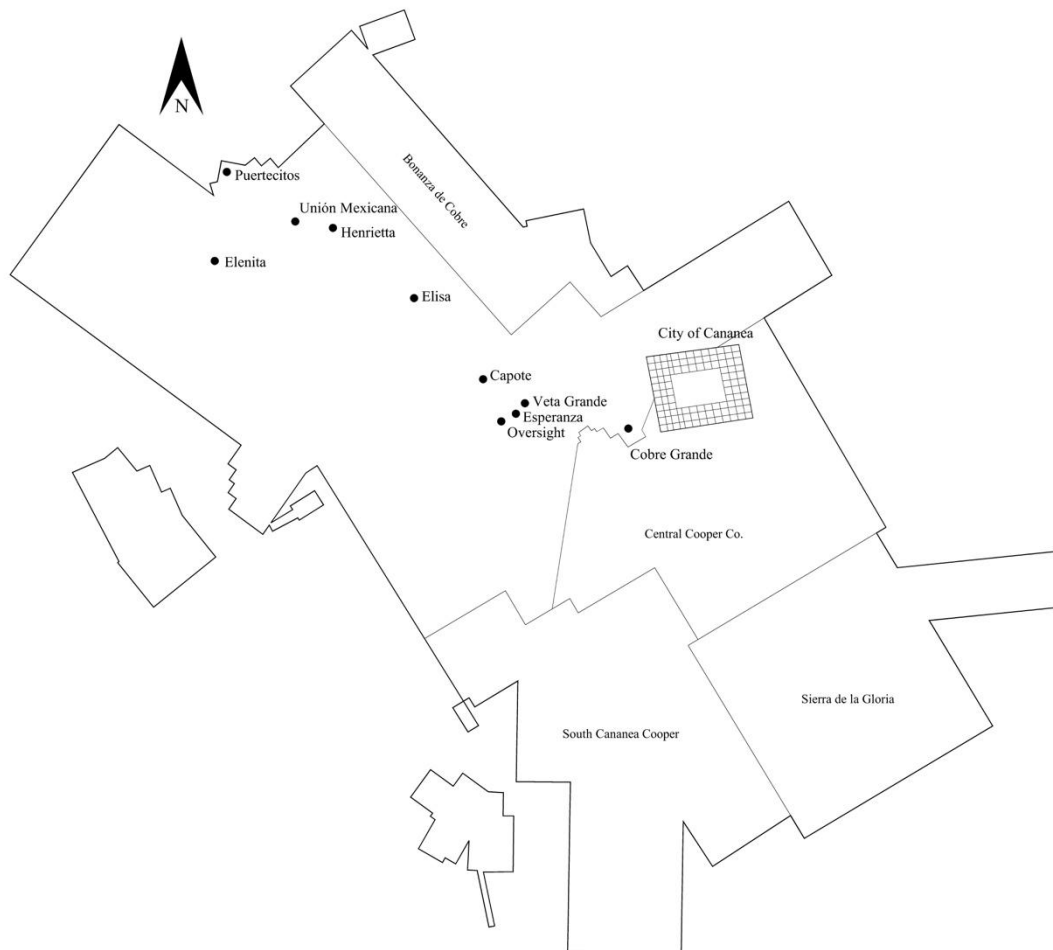 N
Bonanza de Cobre
Puertecitos
Unión Mexicana
Henrietta
Elenita
Elisa
City of Cananea
Capote
Veta Grande
Esperanza
Oversight
Cobre Grande
Central Cooper Co.
Sierra de la Gloria
South Cananea Cooper